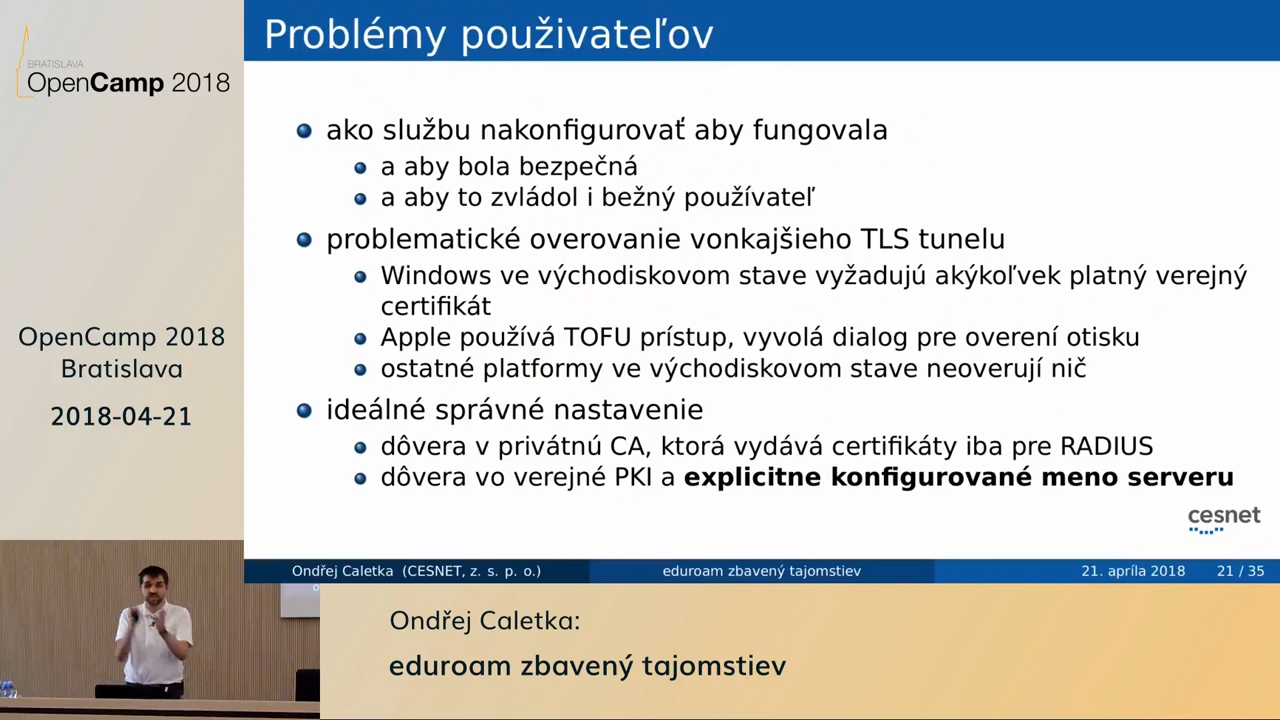 BRATISLAVA
OpenCamp 2018
OpenCamp 2018
Bratislava
2018-04-21
Problémy použivateľov
ako službu nakonfigurovať aby fungovala
a aby bola bezpečná
a aby to zvládol i bežný používateľ
problematické overovanie vonkajšieho TLS tunelu
Windows ve východiskovom stave vyžadujú akýkoľvek platný verejný
certifikát
Apple používá TOFU prístup, vyvolá dialog pre overení otisku
ostatné platformy ve východiskovom stave neoverují nič
ideálné správné nastavenie
dôvera v privátnú CA, ktorá vydává certifikáty iba pre RADIUS
dôvera vo verejné PKI a explicitne konfigurované meno serveru
cesnet
Ondřej Caletka (CESNET, z. s. p. o.)
eduroam zbavený tajomstiev
21. apríla 2018
21 / 35
Ondřej Caletka:
eduroam zbavený tajomstiev